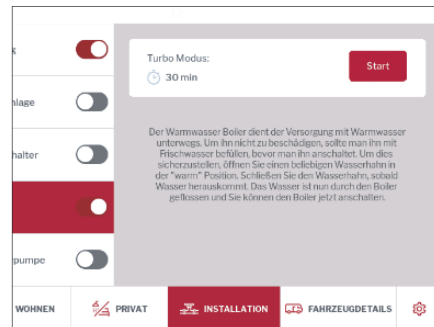 Turbo Modus:
30 min
Start
nlage
halter
pumpe
Der Warmwasser Boiler dient der Versorgung mit Warmwasser
unterwegs. Um ihn nicht zu beschädigen, sollte man ihn mit
Frischwasser befüllen, bevor man ihn anschaltet. Um dies
sicherzustellen, öffnen Sie einen beliebigen Wasserhahn in
der "warm" Position. Schließen Sie den Wasserhahn, sobald
Wasser herauskommt. Das Wasser ist nun durch den Boiler
geflossen und Sie können den Boiler jetzt anschalten.
WOHNEN
PRIVAT
INSTALLATION
FAHRZEUGDETAILS